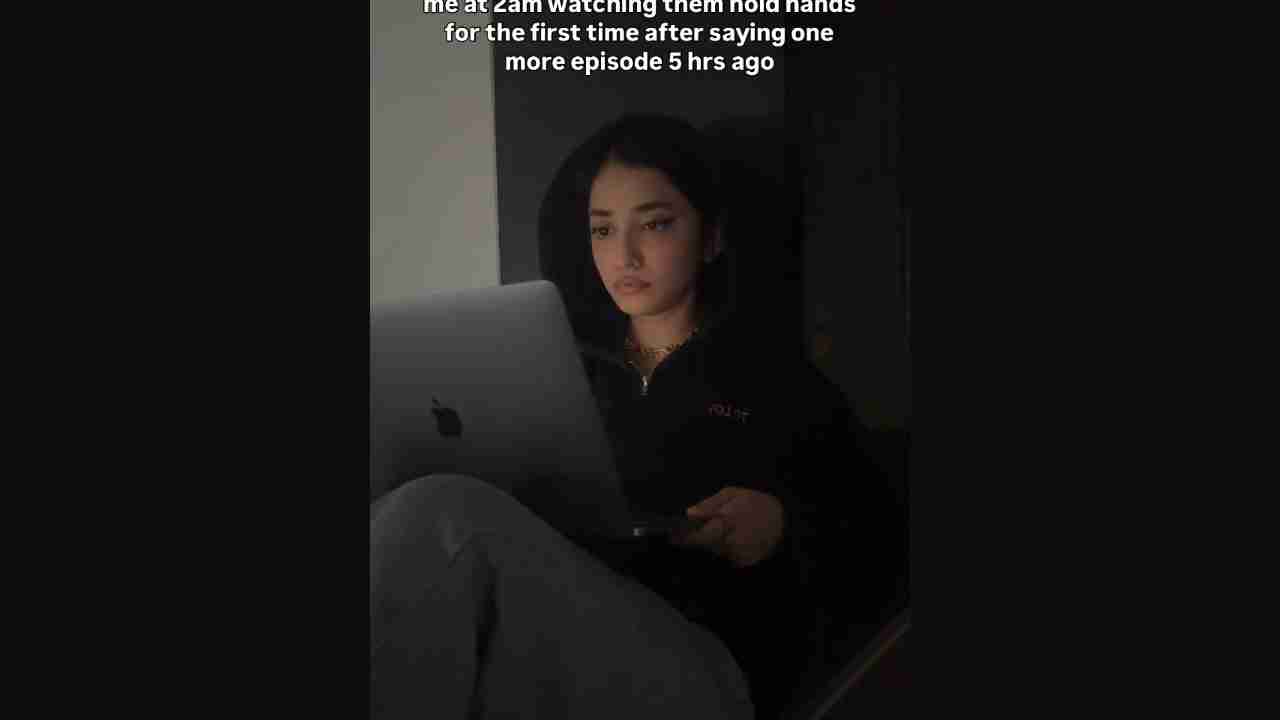 me at 2am watching them hold hands
for the first time after saying one
more episode 5 hrs ago